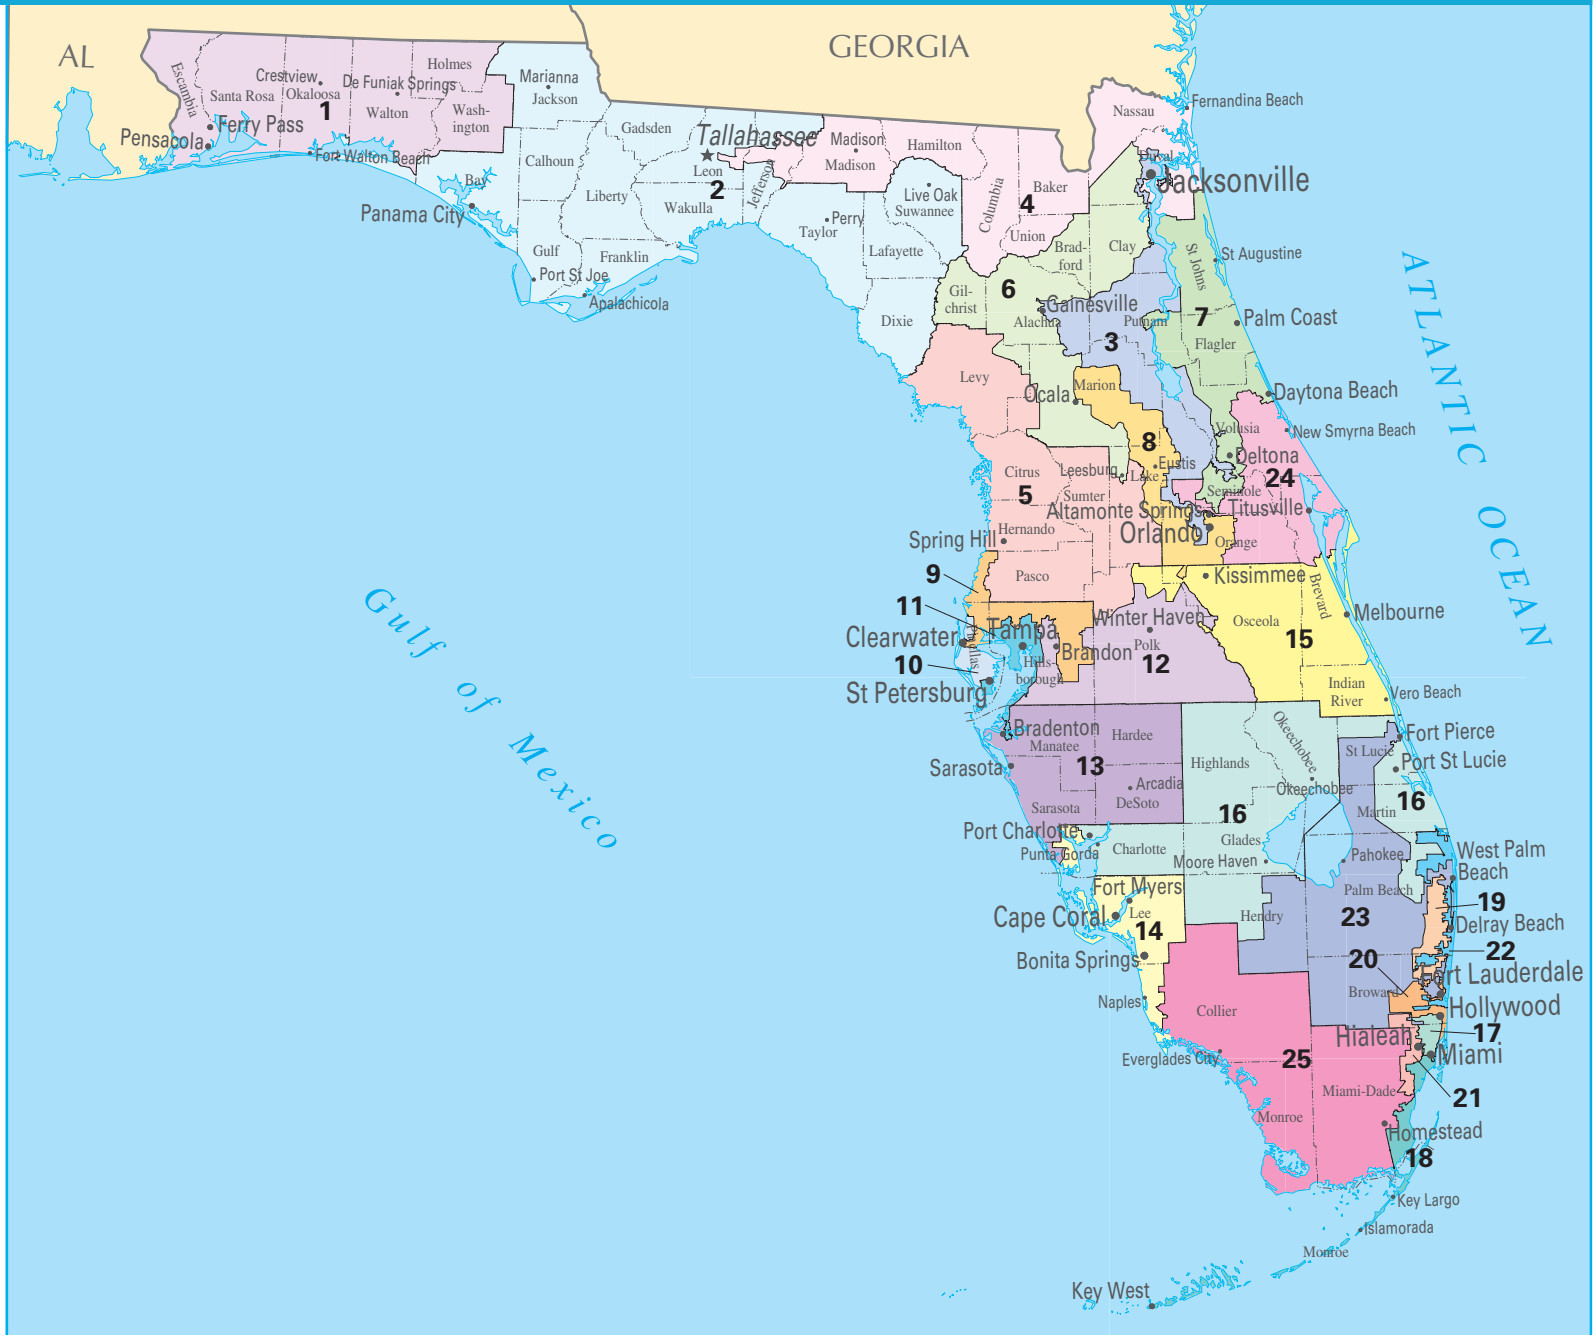 AL
GEORGIA
Escambia
Santa Rosa
Crestview
Okaloosa
1
De Funiak Springs
Walton
Holmes
Wash-
ington
Marianna
Jackson
Pensacola
Ferry Pass
Fort Walton Beach
Bay
Panama City
Calhoun
Gulf
Port St Joe
Apalachicola
Franklin
Liberty
Gadsden
Tallahassee
Leon
2
Wakulla
Jefferson
Madison
Madison
Taylor
Perry
Hamilton
Live Oak
Suwannee
Lafayette
Dixie
Columbia
Baker
4
Union
Nassau
Fernandina Beach
Duval
Jacksonville
Brad-
ford
Clay
St Johns
St Augustine
Gil-
christ
6
Alachua
Gainesville
Putnam
3
7
Palm Coast
Flagler
Levy
Ocala
Marion
Daytona Beach
8
Volusia
New Smyrna Beach
Deltona
24
Citrus
5
Sumter
Leesburg
Lake
Eustis
Seminole
Altamonte Springs
Titusville
Orlando
Orange
Hernando
Spring Hill
Pasco
9
11
Clearwater
Pinellas
10
St Petersburg
Tampa
Hills-
borough
Brandon
Winter Haven
Polk
12
Kissimmee
Osceola
15
Brevard
Melbourne
Indian
River
Vero Beach
Bradenton
Manatee
Hardee
13
Sarasota
Sarasota
Arcadia
DeSoto
Highlands
Okeechobee
Okeechobee
16
Glades
Moore Haven
St Lucie
Fort Pierce
Port St Lucie
16
Martin
Port Charlotte
Punta Gorda
Charlotte
Pahokee
West Palm
Beach
Palm Beach
Fort Myers
Cape Coral
Lee
14
Bonita Springs
Naples
Hendry
23
19
Delray Beach
22
20
Fort Lauderdale
Broward
Hollywood
Collier
Everglades City
25
Hialeah
17
Miami
21
Miami-Dade
Monroe
Homestead
18
Key Largo
Islamorada
Monroe
Key West
Gulf of Mexico
ATLANTIC OCEAN